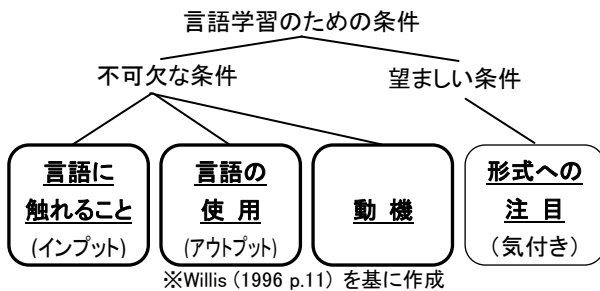 言語学習のための条件
不可欠な条件
望ましい条件
言語に
触れること
(インプット)
言語の
使 用
(アウトプット)
動 機
形式への
注 目
(気付き)
※Willis (1996 p.11) を基に作成